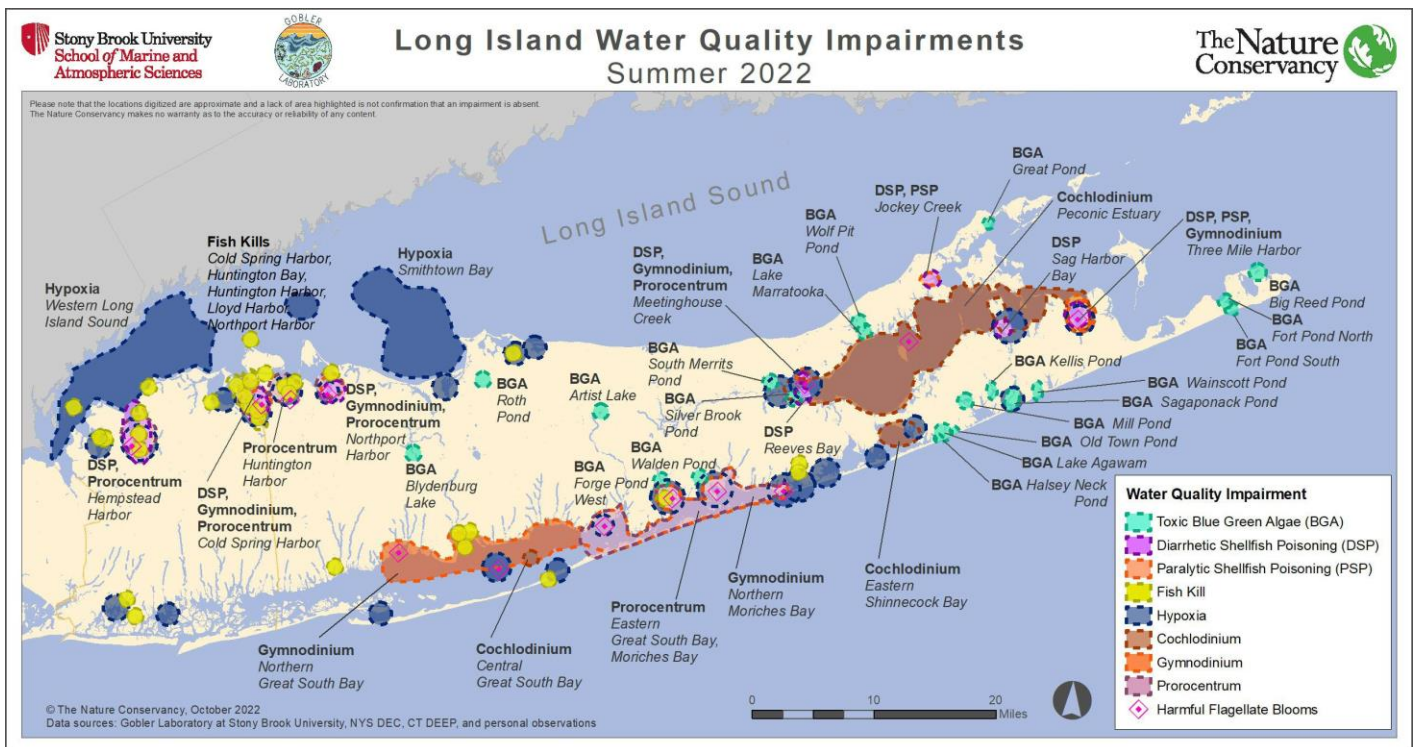 Stony Brook University
School of Marine and
Atmospheric Sciences
GOBLER
LABORATORY
Long Island Water Quality Impairments
Summer 2022
The Nature
Conservancy
Please note that the locations digitized are approximate and a lack of area highlighted is not confirmation that an impairment is absent.
The Nature Conservancy makes no warranty as to the accuracy or reliability of any content.
Long Island Sound
Hypoxia
Western Long
Island Sound
Fish Kills
Cold Spring Harbor,
Huntington Bay,
Huntington Harbor,
Lloyd Harbor,
Northport Harbor
Hypoxia
Smithtown Bay
DSP,
Gymnodinium,
Prorocentrum
Meetinghouse
Creek
BGA
Lake
Marratooka
BGA
Wolf Pit
Pond
DSP, PSP
Jockey Creek
BGA
Great Pond
Cochlodinium
Peconic Estuary
DSP
Sag Harbor
Bay
DSP, PSP,
Gymnodinium
Three Mile Harbor
BGA
Big Reed Pond
BGA
Fort Pond North
BGA
Fort Pond South
BGA
South Merrits
Pond
BGA
Silver Brook
Pond
DSP
Reeves Bay
BGA Kellis Pond
BGA Wainscott Pond
BGA Sagaponack Pond
BGA Mill Pond
BGA Old Town Pond
BGA Lake Agawam
BGA Halsey Neck
Pond
BGA
Roth
Pond
BGA
Artist Lake
DSP,
Gymnodinium,
Prorocentrum
Northport
Harbor
Prorocentrum
Huntington
Harbor
DSP,
Prorocentrum
Hempstead
Harbor
DSP,
Gymnodinium,
Prorocentrum
Cold Spring Harbor
BGA
Blydenburg
Lake
BGA
Forge Pond
West
BGA
Walden Pond
Gymnodinium
Northern
Great South Bay
Cochlodinium
Central
Great South Bay
Prorocentrum
Eastern
Great South Bay,
Moriches Bay
Gymnodinium
Northern
Moriches Bay
Cochlodinium
Eastern
Shinnecock Bay
Water Quality Impairment
Toxic Blue Green Algae (BGA)
Diarrhetic Shellfish Poisoning (DSP)
Paralytic Shellfish Poisoning (PSP)
Fish Kill
Hypoxia
Cochlodinium
Gymnodinium
Prorocentrum
Harmful Flagellate Blooms
0 10 20
Miles
© The Nature Conservancy, October 2022
Data sources: Gobler Laboratory at Stony Brook University, NYS DEC, CT DEEP, and personal observations